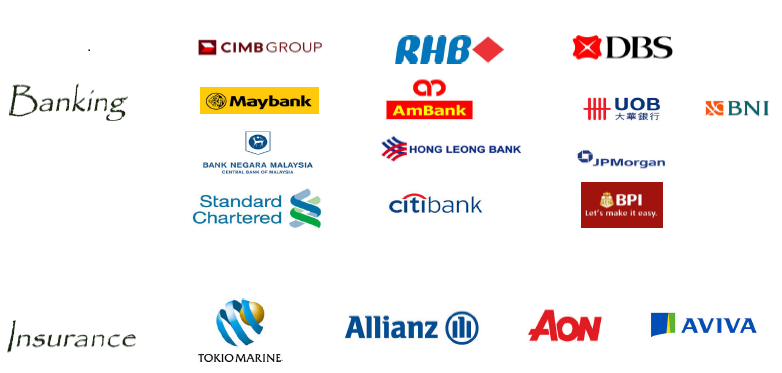 CIMB GROUP
RHB
DBS
Banking
Maybank
AmBank
UOB
大華銀行
BNI
BANK NEGARA MALAYSIA
CENTRAL BANK OF MALAYSIA
HONG LEONG BANK
JPMorgan
Standard
Chartered
citibank
BPI
Let's make it easy.
Insurance
TOKIO MARINE
Allianz
AON
AVIVA